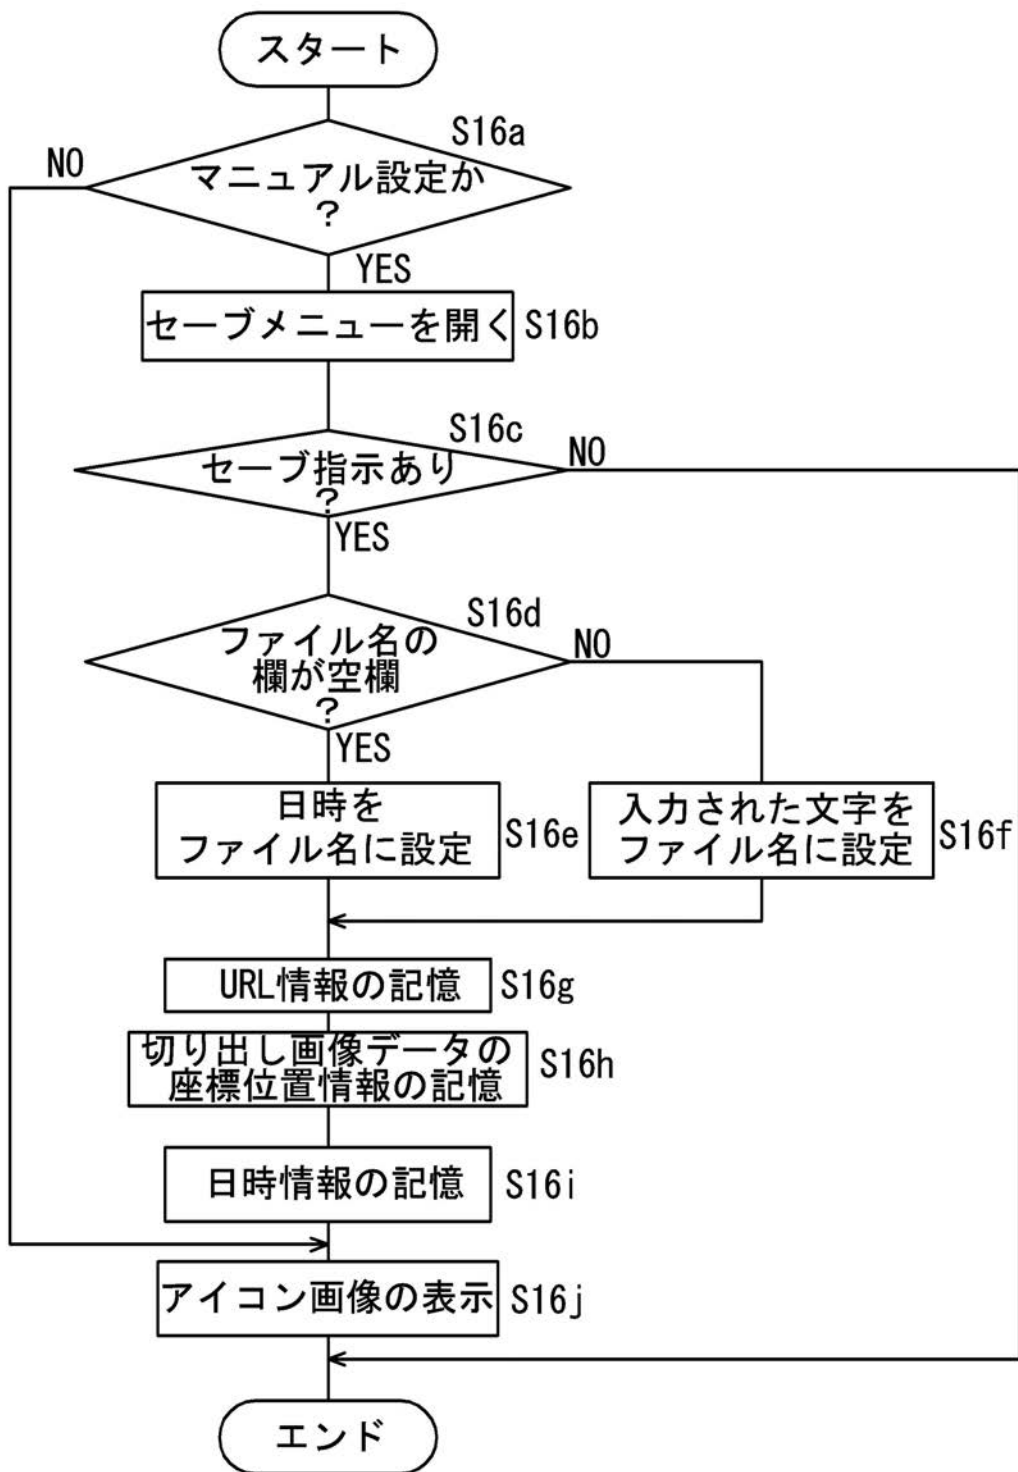 スタート
S16a
NO
マニュアル設定か
?
YES
セーブメニューを開く
S16b
S16c
セーブ指示あり
?
NO
YES
S16d
ファイル名の
欄が空欄
?
NO
YES
日時を
ファイル名に設定
S16e
入力された文字を
ファイル名に設定
S16f
URL情報の記憶
S16g
切り出し画像データの
座標位置情報の記憶
S16h
日時情報の記憶
S16i
アイコン画像の表示
S16j
エンド